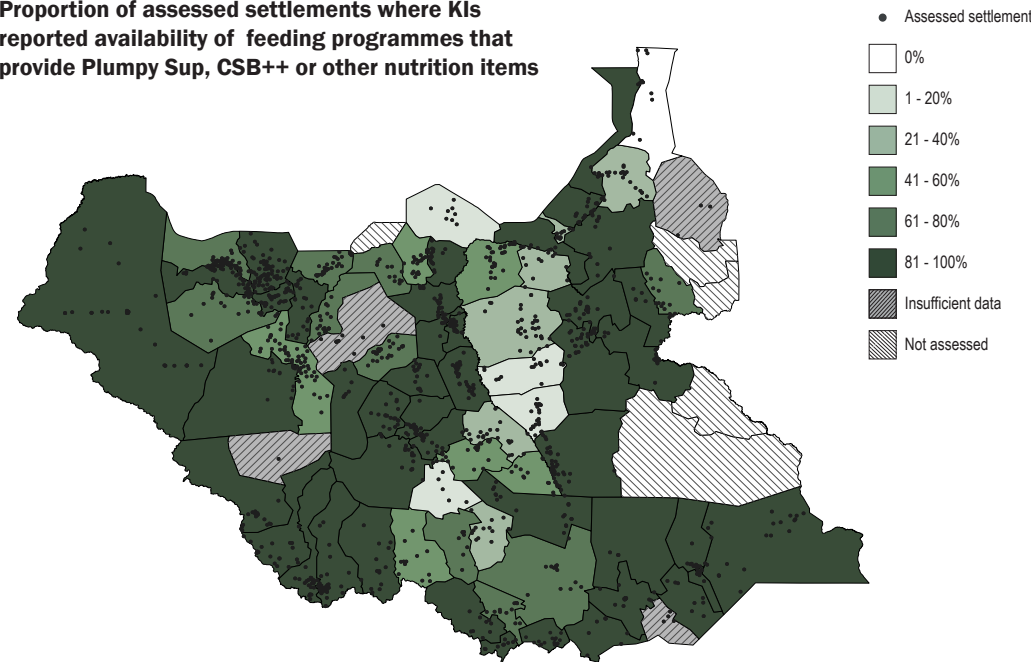 Proportion of assessed settlements where KIs
reported availability of feeding programmes that
provide Plumpy Sup, CSB++ or other nutrition items
Assessed settlement
0%
1 - 20%
21 - 40%
41 - 60%
61 - 80%
81 - 100%
Insufficient data
Not assessed